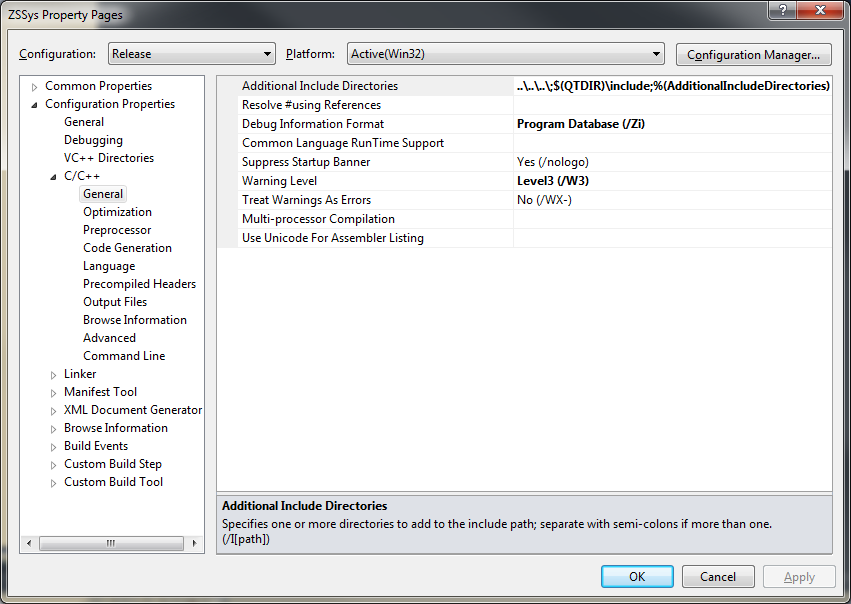 ZSSys Property Pages
Configuration: Release Platform: Active(Win32) Configuration Manager...
Common Properties
Configuration Properties
General
Debugging
VC++ Directories
C/C++
General
Optimization
Preprocessor
Code Generation
Language
Precompiled Headers
Output Files
Browse Information
Advanced
Command Line
Linker
Manifest Tool
XML Document Generator
Browse Information
Build Events
Custom Build Step
Custom Build Tool
Additional Include Directories ..\..\..\;$(QTDIR)\include;%(AdditionalIncludeDirectories)
Resolve #using References
Debug Information Format Program Database (/Zi)
Common Language RunTime Support
Suppress Startup Banner Yes (/nologo)
Warning Level Level3 (/W3)
Treat Warnings As Errors No (/WX-)
Multi-processor Compilation
Use Unicode For Assembler Listing
Additional Include Directories
Specifies one or more directories to add to the include path; separate with semi-colons if more than one.
(/I[path])
OK Cancel Apply